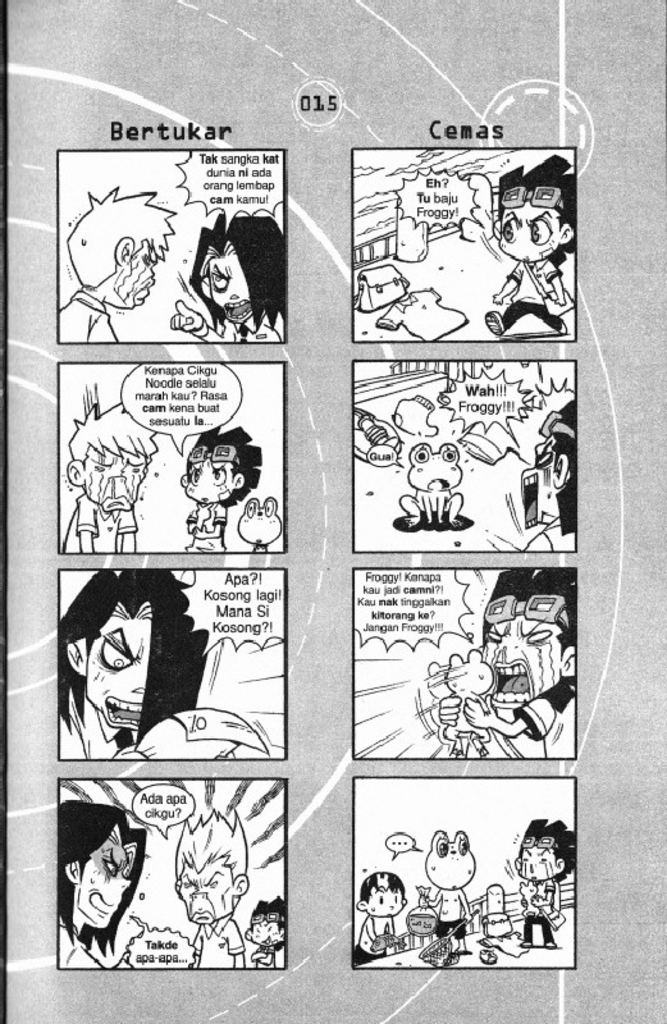 015
Bertukar
Tak sangka kat
dunia ni ada
orang lembap
cam kamu!
Kenapa Cikgu
Noodle selalu
marah kau? Rasa
cam kena buat
sesuatu la...
Apa?!
Kosong lagi!
Mana Si
Kosong?!
Ada apa
cikgu?
Takde
apa-apa...
Cemas
Eh?
Tu baju
Froggy!
Wah!!!
Froggy!!!
Gua!
Froggy! Kenapa
kau jadi camni?!
Kau nak tinggalkan
kitorang ke?
Jangan Froggy!!!
...